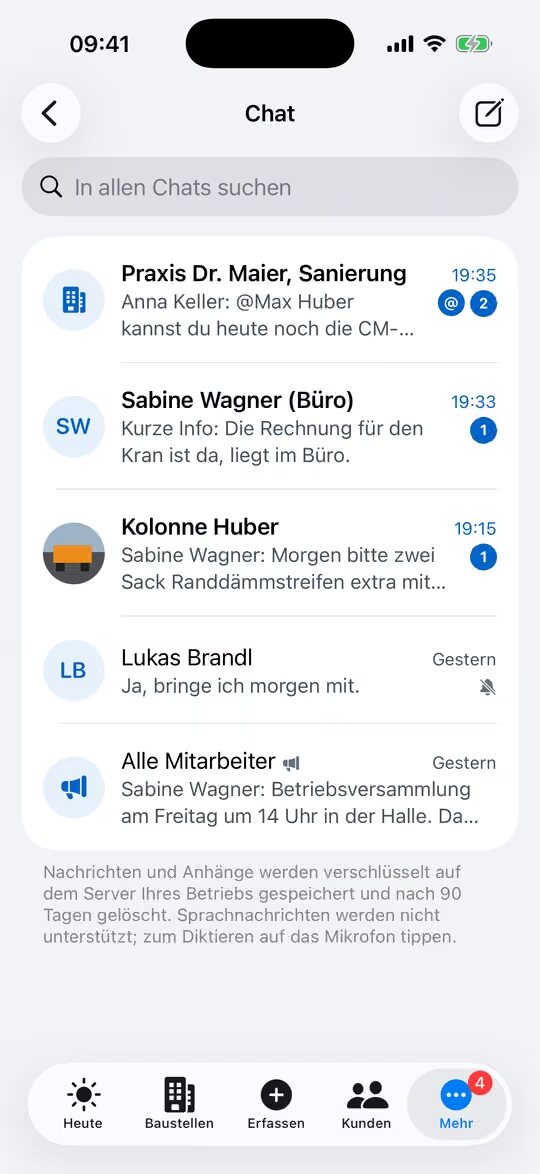 09:41
Chat
In allen Chats suchen
Praxis Dr. Maier, Sanierung
19:35
Anna Keller: @Max Huber
@ 2
kannst du heute noch die CM-...
SW
Sabine Wagner (Büro)
19:33
Kurze Info: Die Rechnung für den
1
Kran ist da, liegt im Büro.
Kolonne Huber
19:15
Sabine Wagner: Morgen bitte zwei
1
Sack Randdämmstreifen extra mit...
LB
Lukas Brandl
Gestern
Ja, bringe ich morgen mit.
Alle Mitarbeiter
Gestern
Sabine Wagner: Betriebsversammlung
am Freitag um 14 Uhr in der Halle. Da...
Nachrichten und Anhänge werden verschlüsselt auf
dem Server Ihres Betriebs gespeichert und nach 90
Tagen gelöscht. Sprachnachrichten werden nicht
unterstützt; zum Diktieren auf das Mikrofon tippen.
4
Heute
Baustellen
Erfassen
Kunden
Mehr